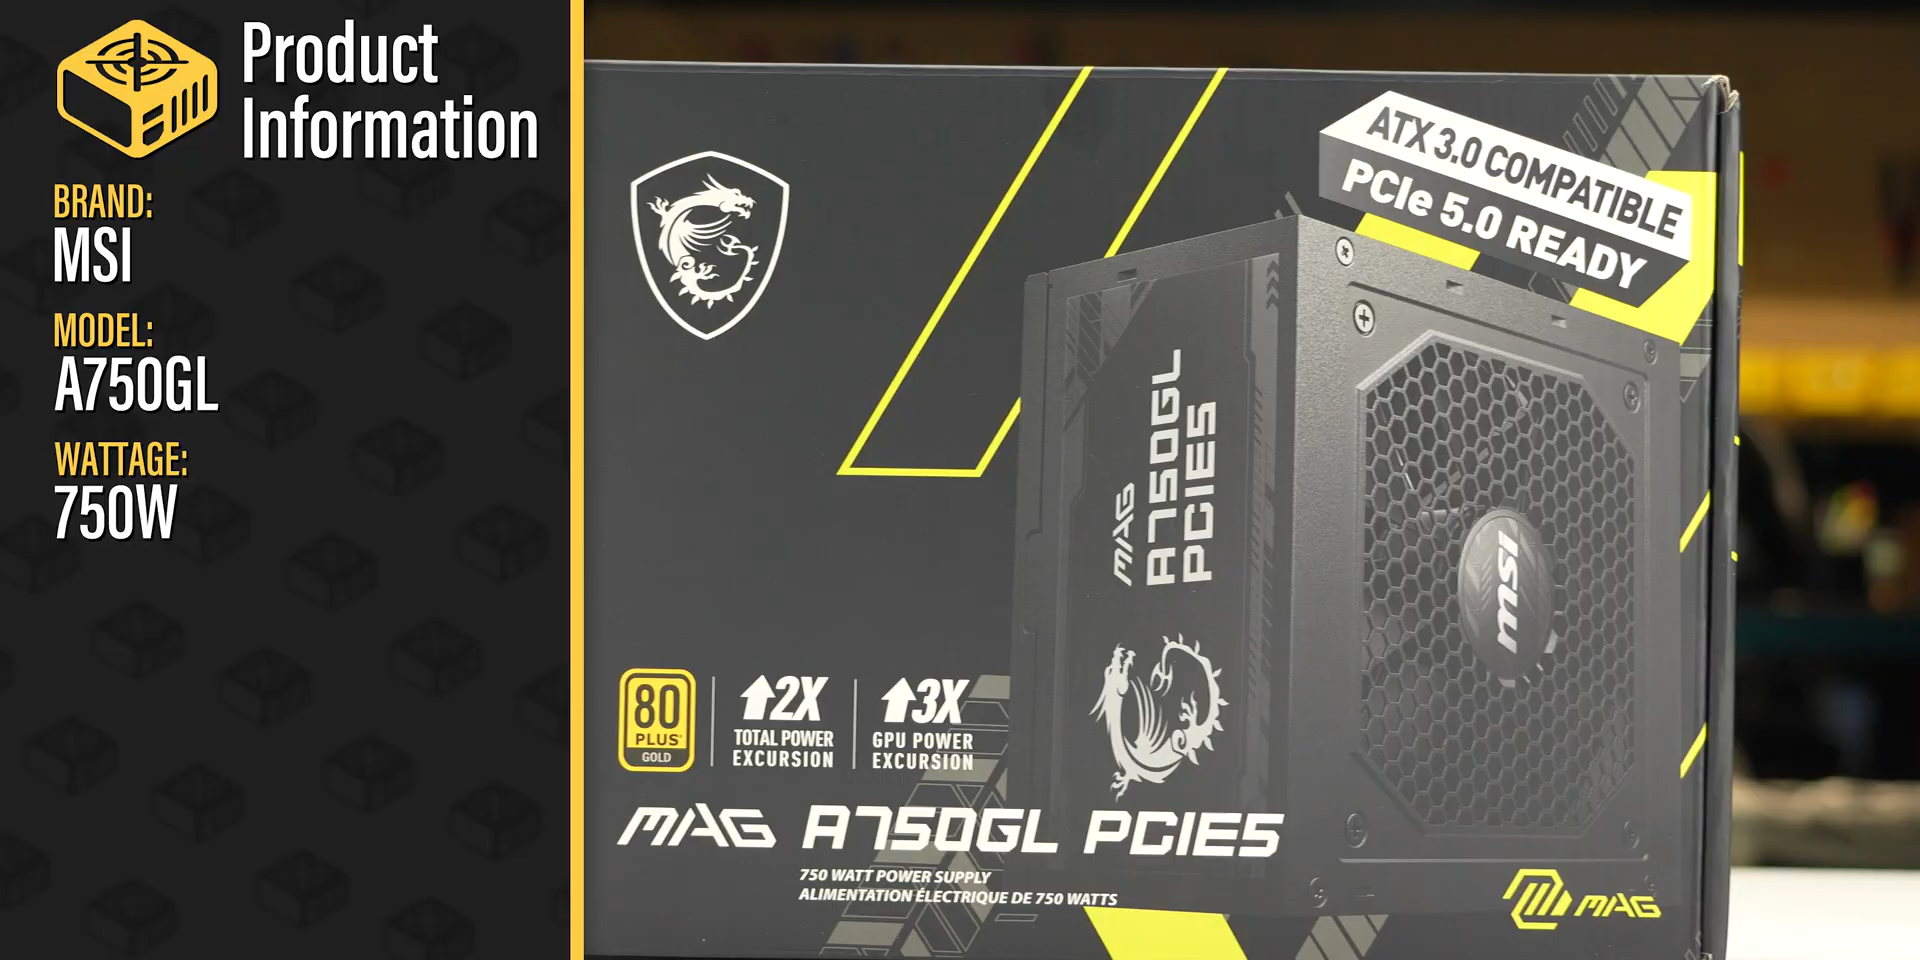 Product
Information
BRAND:
MSI
MODEL:
A750GL
WATTAGE:
750W
ATX 3.0 COMPATIBLE
PCIe 5.0 READY
MAG
A750GL
PCIE5
msi
80
PLUS
GOLD
2X
TOTAL POWER
EXCURSION
3X
GPU POWER
EXCURSION
MAG A750GL PCIE5
750 WATT POWER SUPPLY
ALIMENTATION ÉLECTRIQUE DE 750 WATTS
MAG